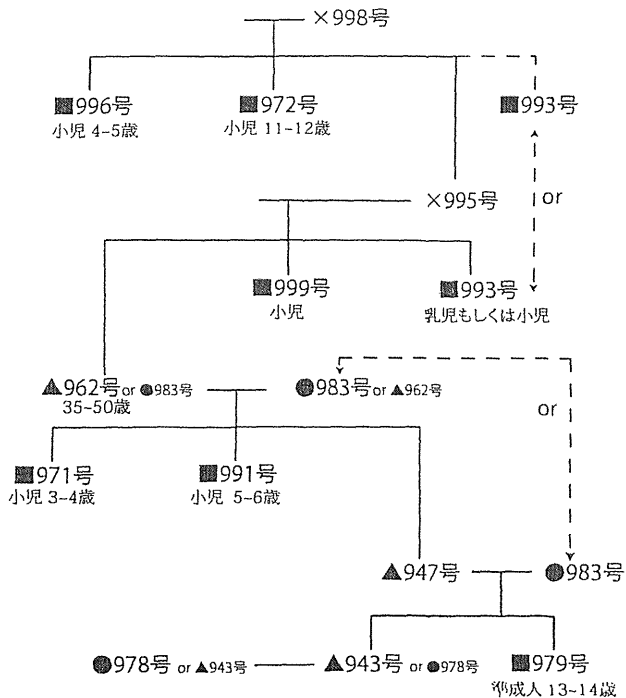 ×998号
■996号 ■972号 ■993号
小児 4~5歳 小児 11~12歳
or
×995号
■999号 ■993号
小児 乳児もしくは小児
▲962号 or ●983号 ●983号 or ▲962号
35~50歳
or
■971号 ■991号
小児 3~4歳 小児 5~6歳
▲947号 ●983号
●978号 or ▲943号 ▲943号 or ●978号 ■979号
準成人 13~14歳